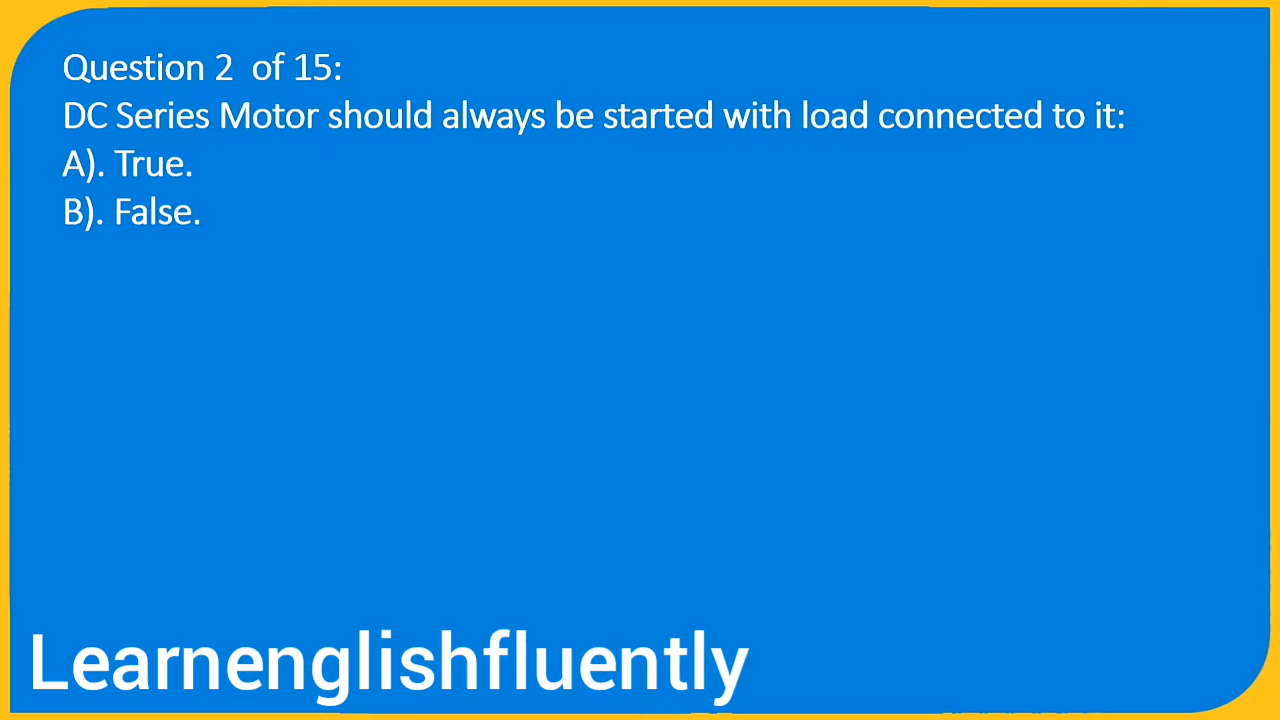 Question 2  of 15:
DC Series Motor should always be started with load connected to it:
A). True.
B). False.
Learnenglishfluently